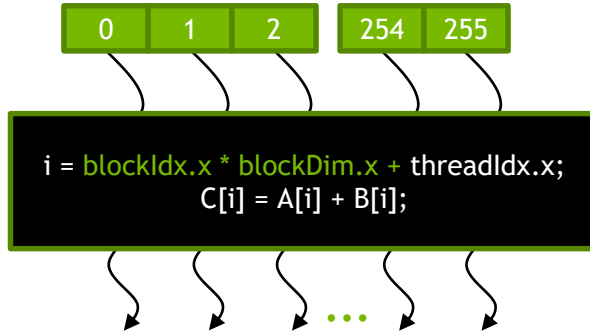 0 1 2 254 255
i = blockIdx.x * blockDim.x + threadIdx.x;
C[i] = A[i] + B[i];
...